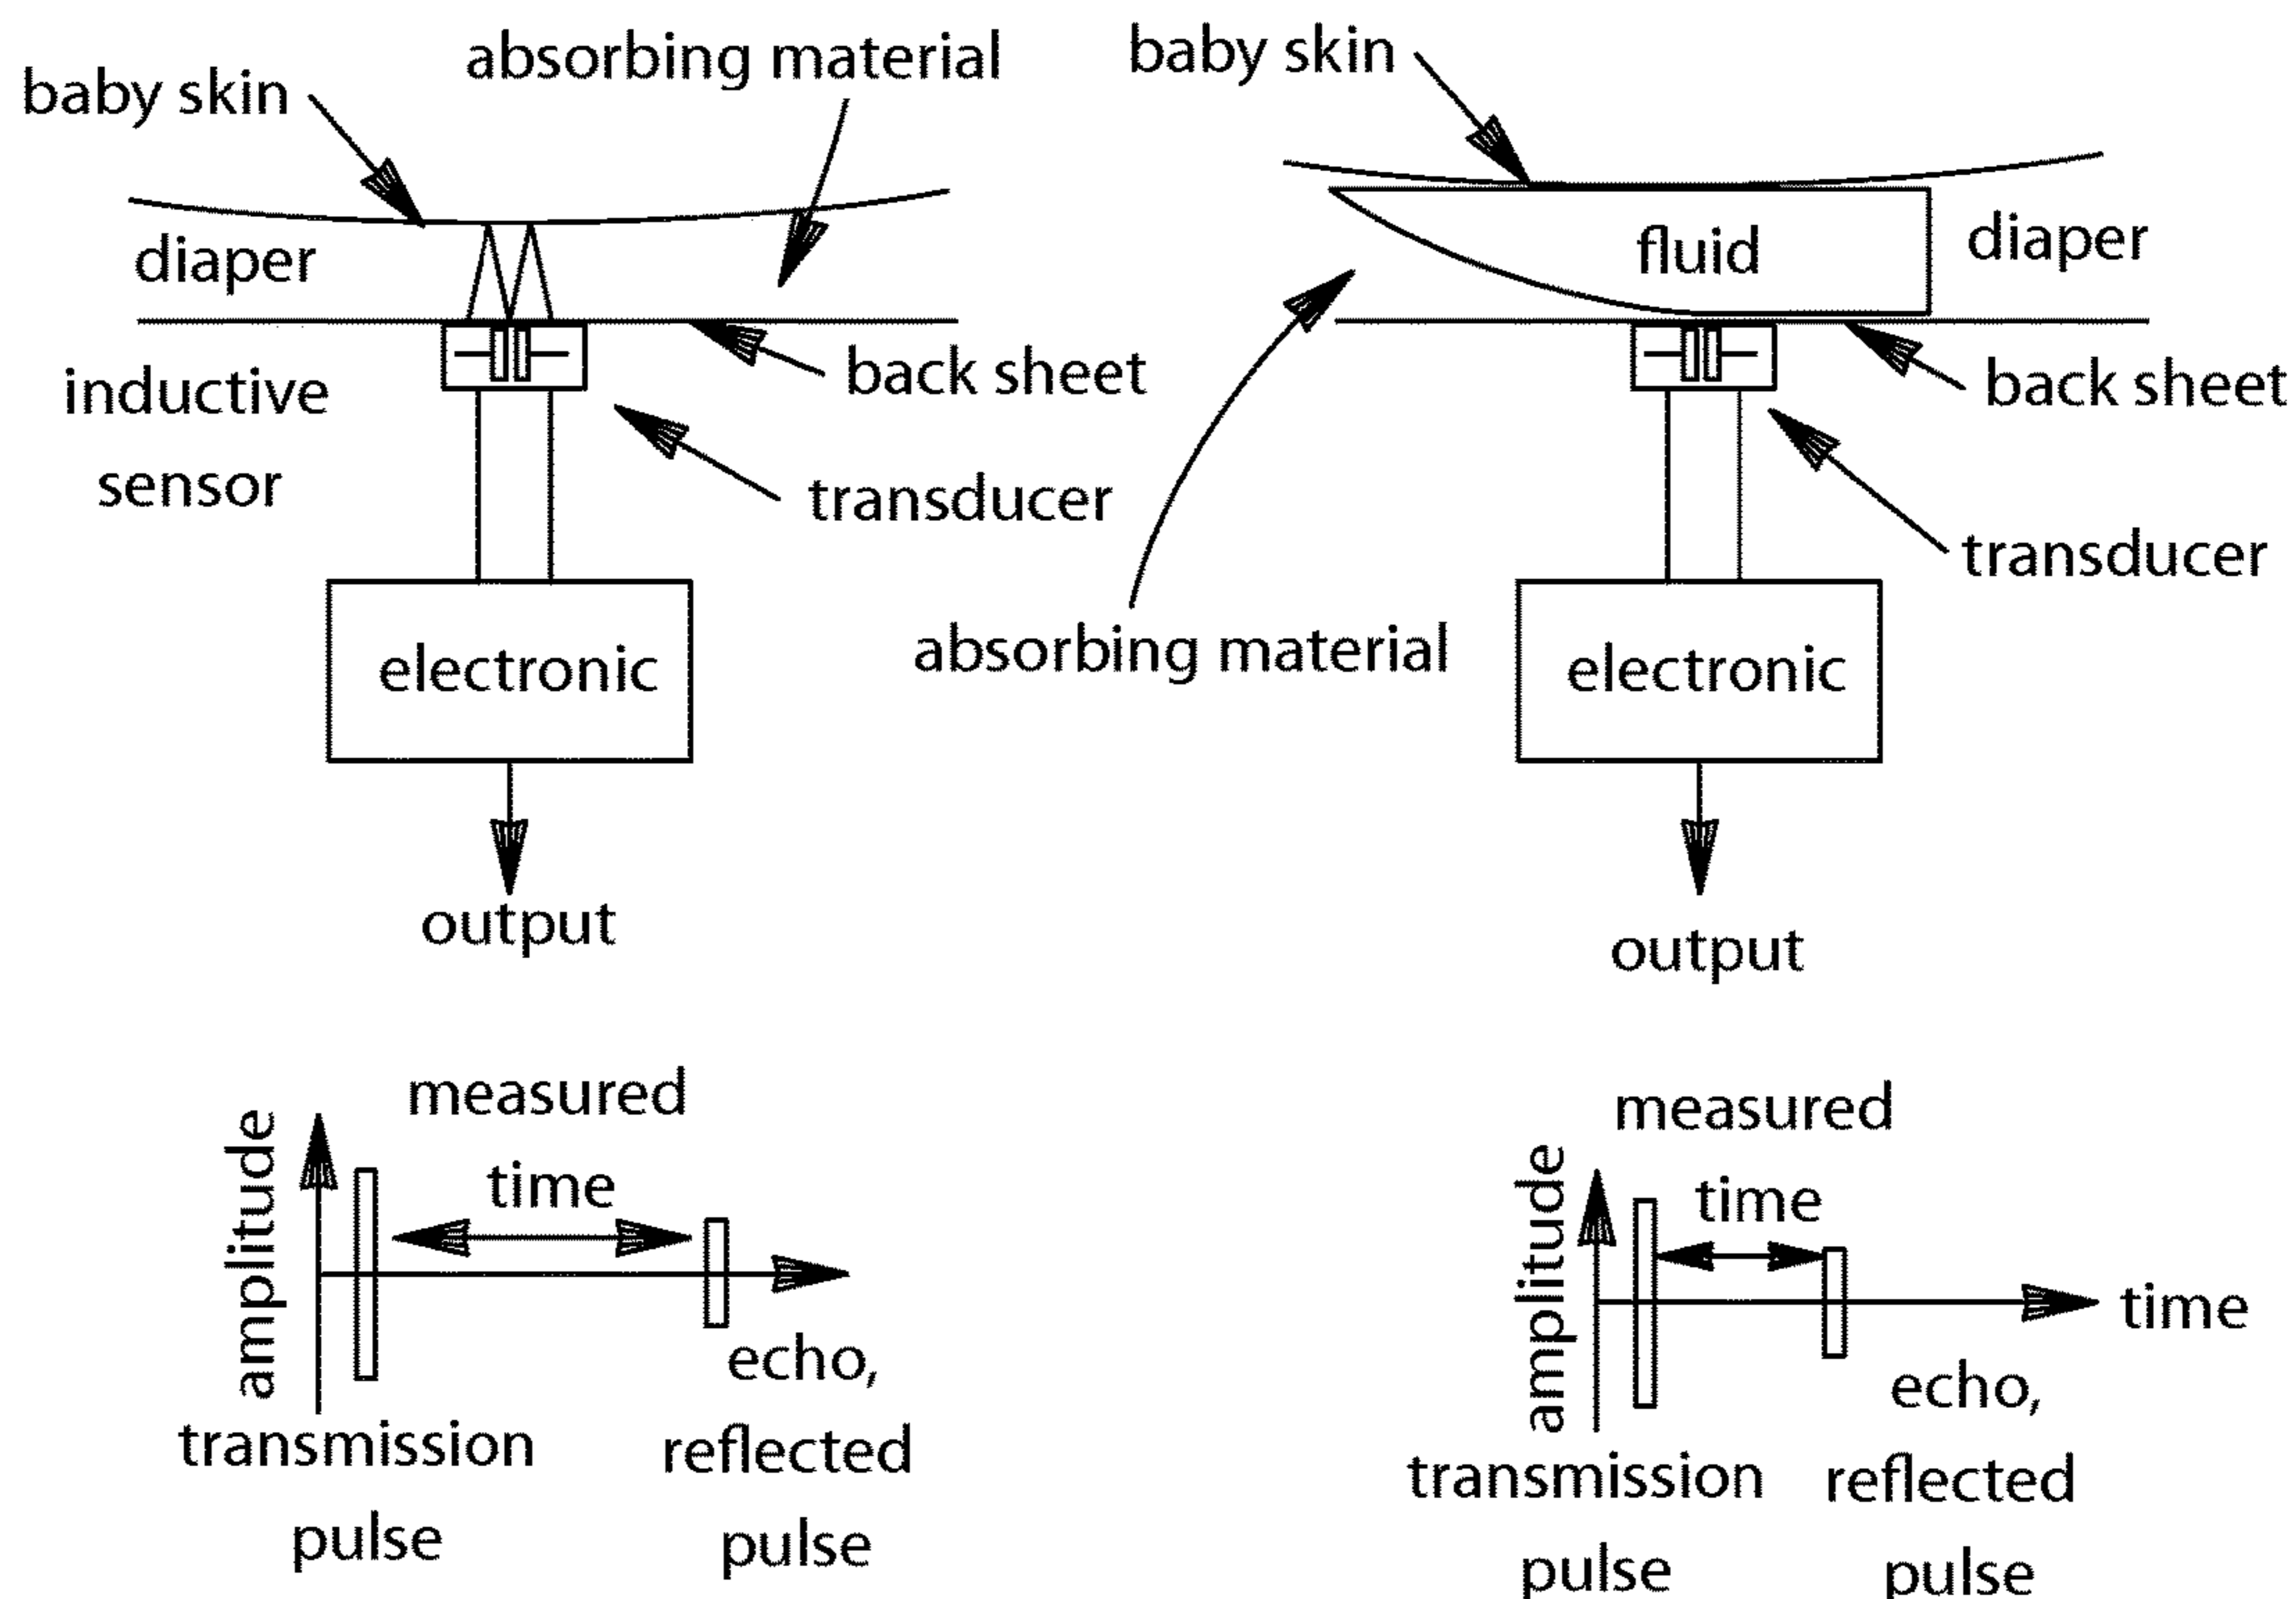 baby skin
absorbing material
diaper
inductive
sensor
back sheet
transducer
electronic
output
measured
time
amplitude
transmission
pulse
echo,
reflected
pulse
baby skin
fluid
diaper
back sheet
transducer
absorbing material
electronic
output
measured
time
amplitude
time
transmission
pulse
echo,
reflected
pulse